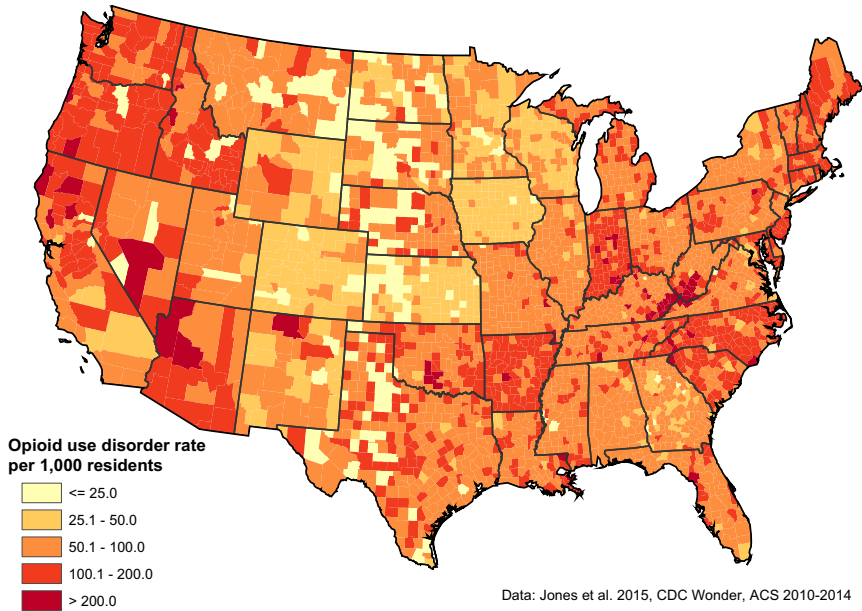 Opioid use disorder rate
per 1,000 residents
<= 25.0
25.1 - 50.0
50.1 - 100.0
100.1 - 200.0
> 200.0
Data: Jones et al. 2015, CDC Wonder, ACS 2010-2014